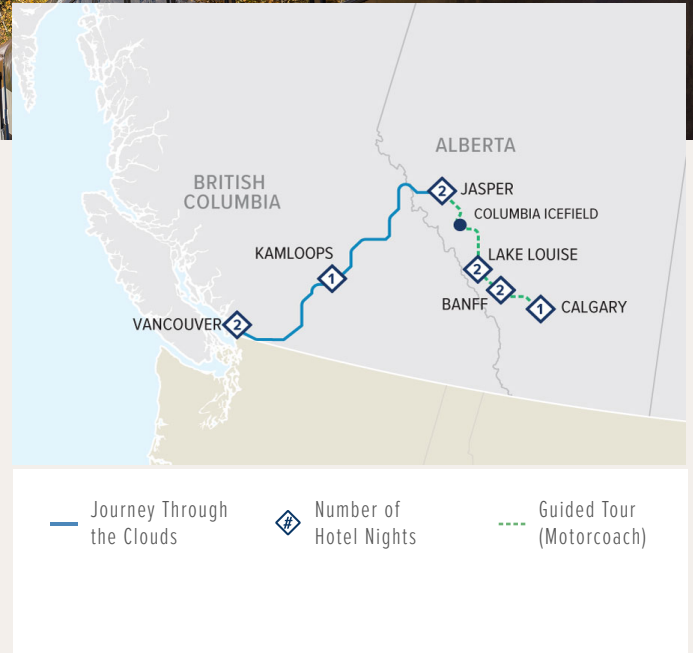 ALBERTA
BRITISH
COLUMBIA
2 JASPER
COLUMBIA ICEFIELD
KAMLOOPS
1
LAKE LOUISE
2
BANFF 2
1 CALGARY
VANCOUVER 2
Journey Through
the Clouds
# Number of
Hotel Nights
Guided Tour
(Motorcoach)